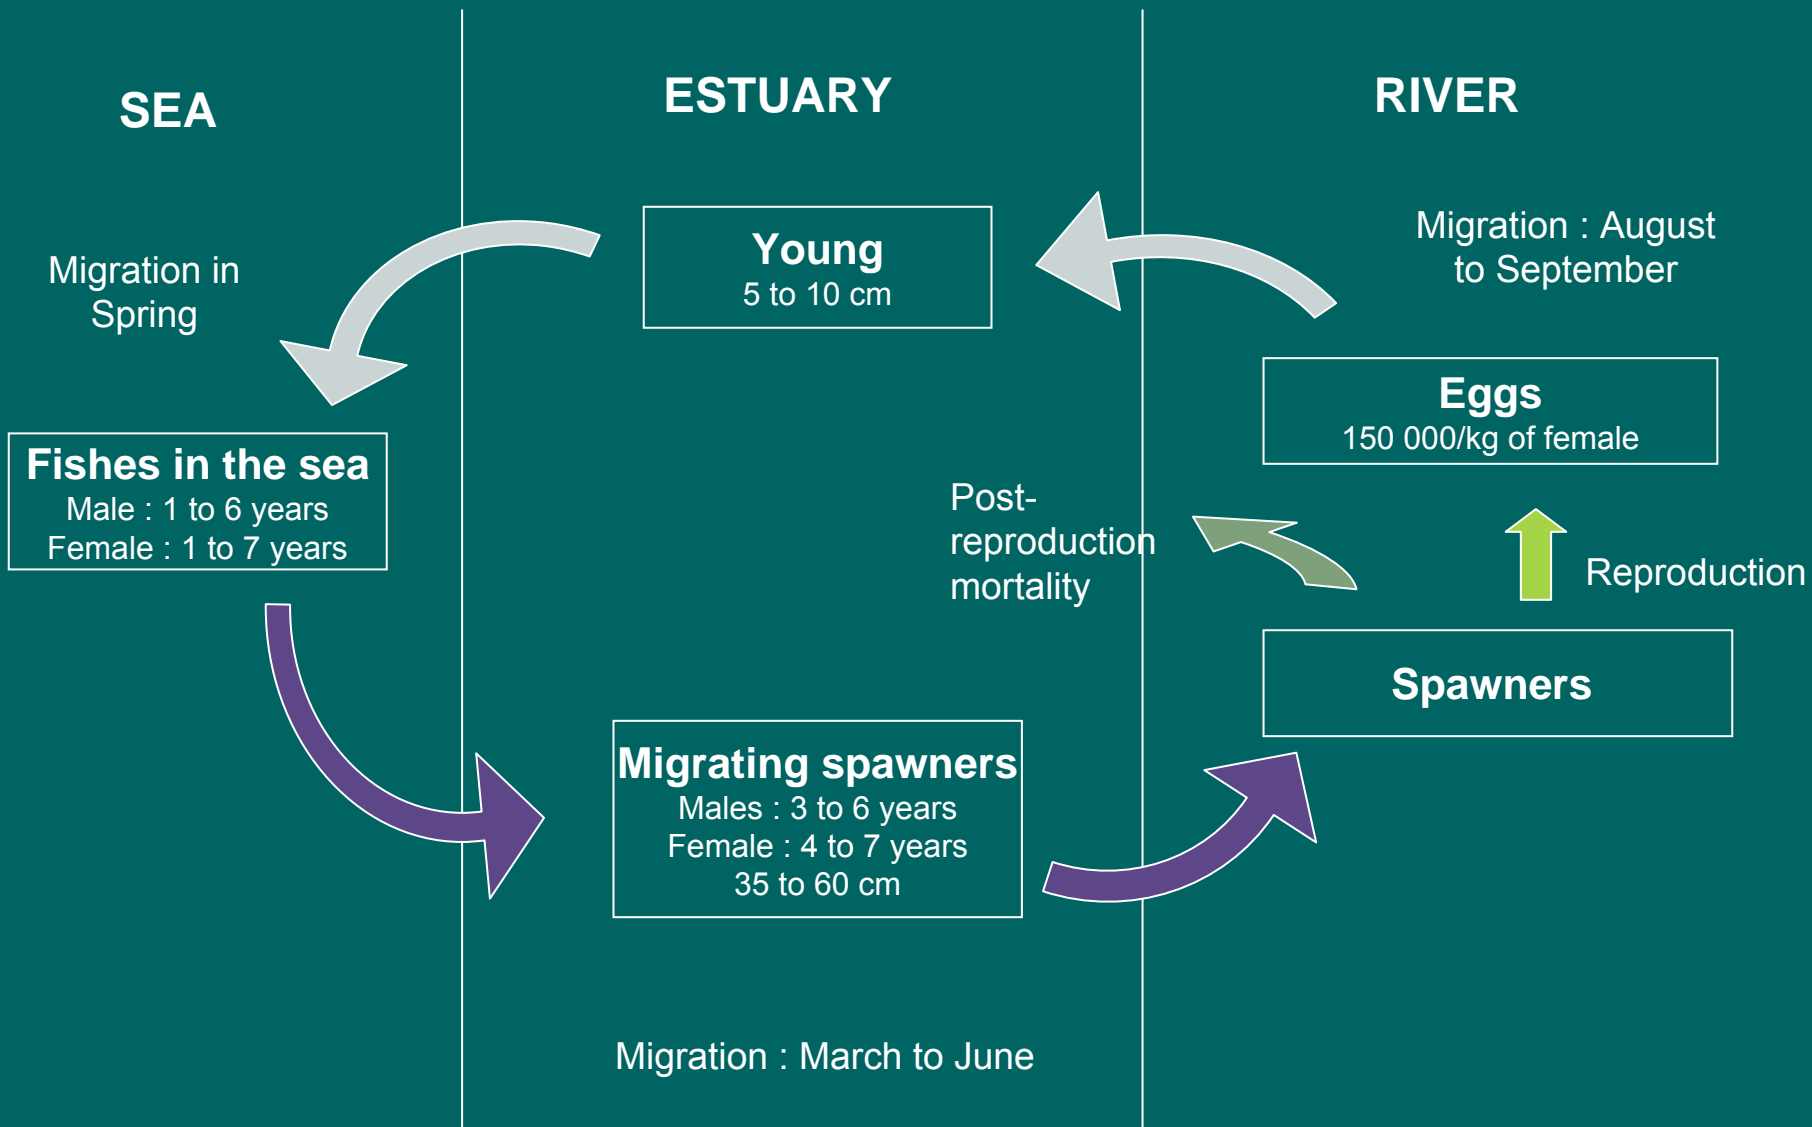 SEA
ESTUARY
RIVER
Migration in
Spring
Young
5 to 10 cm
Migration : August
to September
Eggs
150 000/kg of female
Fishes in the sea
Male : 1 to 6 years
Female : 1 to 7 years
Post-
reproduction
mortality
Reproduction
Spawners
Migrating spawners
Males : 3 to 6 years
Female : 4 to 7 years
35 to 60 cm
Migration : March to June